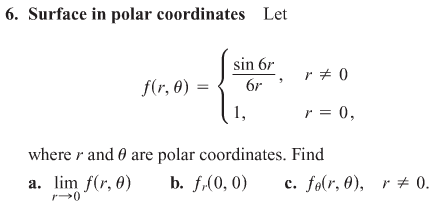 6. Surface in polar coordinates Let
f(r, θ) = { sin 6r / 6r, r ≠ 0
1, r = 0,
where r and θ are polar coordinates. Find
a. lim r→0 f(r, θ) b. fᵣ(0, 0) c. f_θ(r, θ), r ≠ 0.